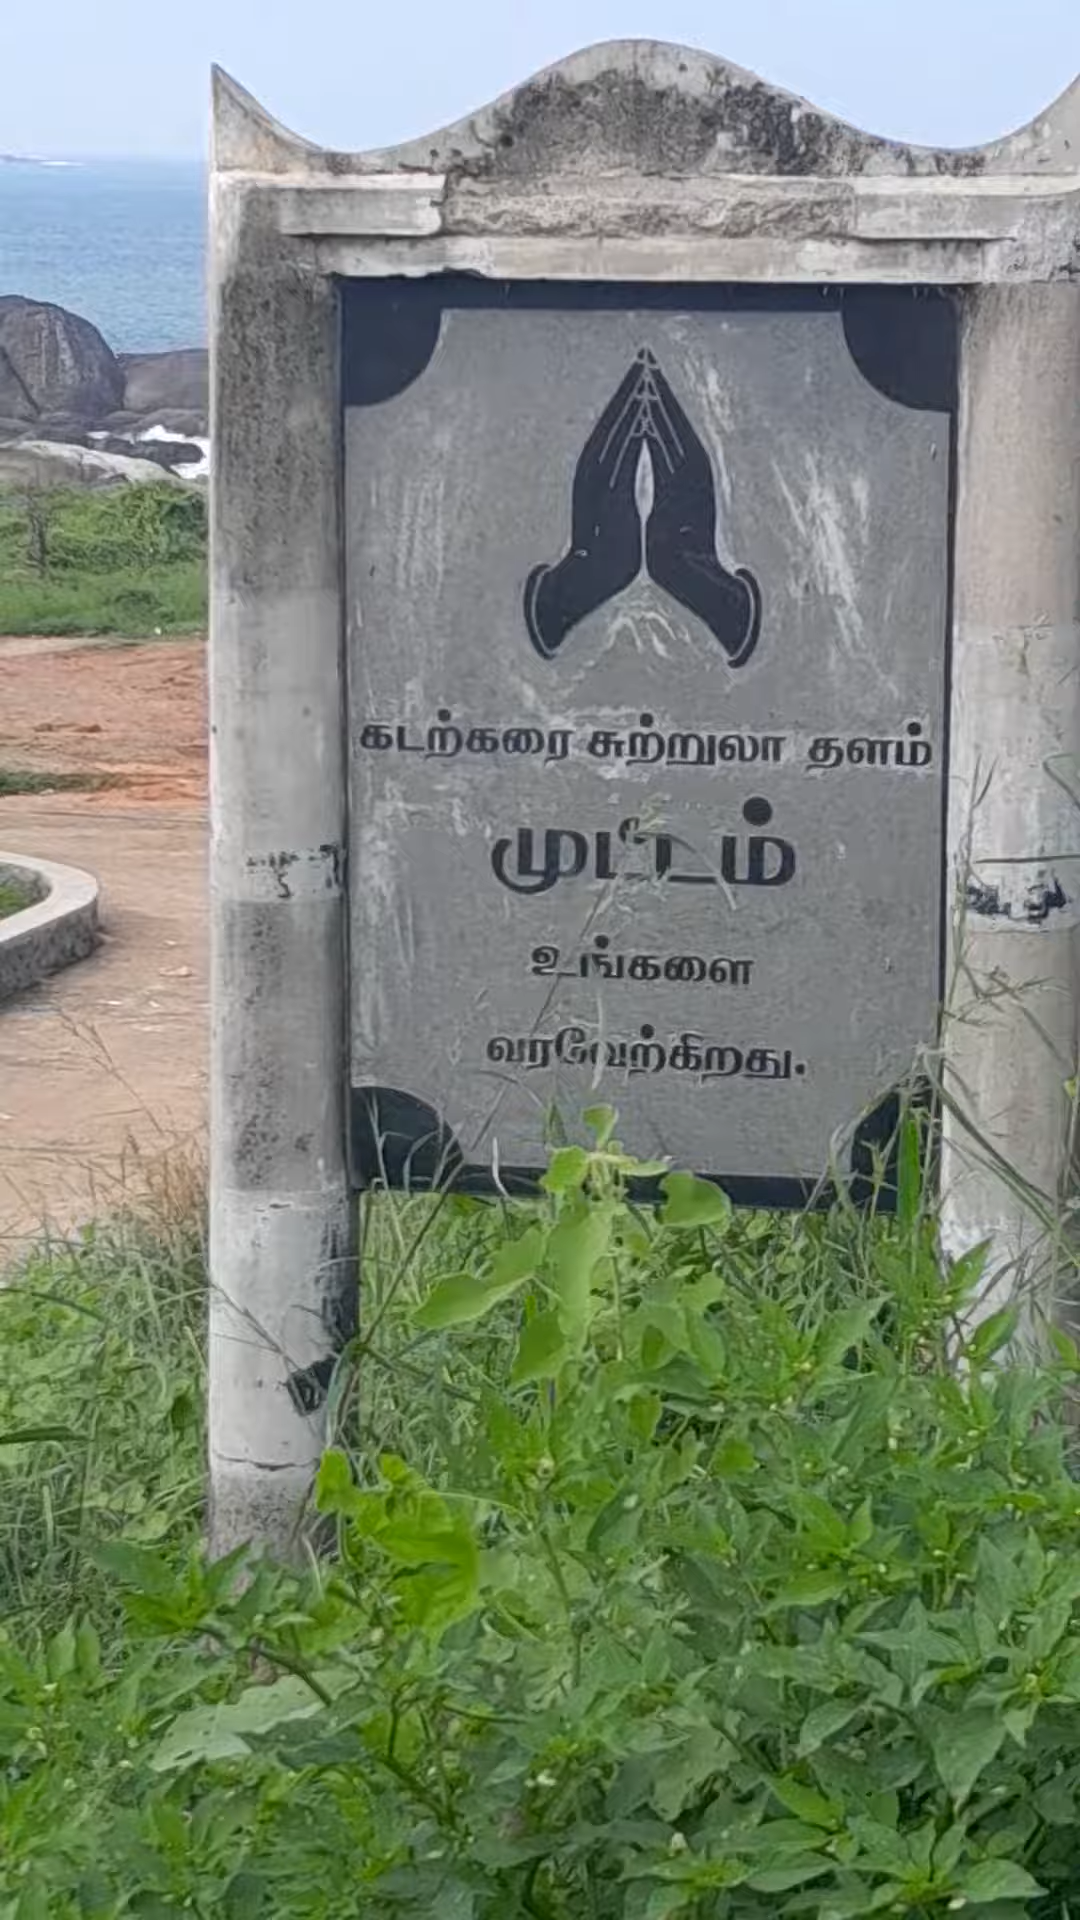 கடற்கரை சுற்றுலா தளம்
முட்டம்
உங்களை
வரவேற்கிறது.